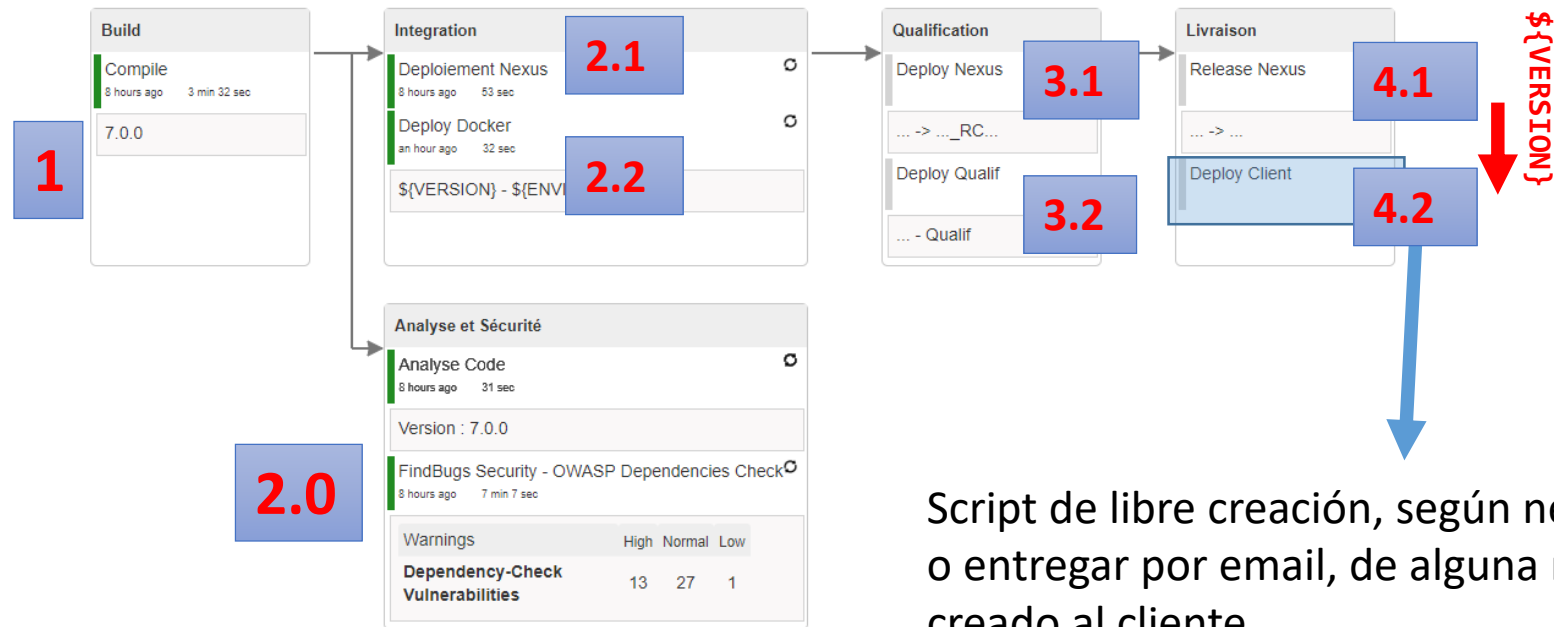 Build
Compile
8 hours ago 3 min 32 sec
7.0.0
1
Integration
Deploiement Nexus
8 hours ago 53 sec
2.1
Deploy Docker
an hour ago 32 sec
2.2
${VERSION} - ${ENVI
Qualification
Deploy Nexus
3.1
... -> ..._RC...
Deploy Qualif
3.2
... - Qualif
Livraison
Release Nexus
4.1
... -> ...
Deploy Client
4.2
${VERSION}
Analyse et Sécurité
Analyse Code
8 hours ago 31 sec
Version : 7.0.0
2.0
FindBugs Security - OWASP Dependencies Check
8 hours ago 7 min 7 sec
Warnings High Normal Low
Dependency-Check Vulnerabilities 13 27 1
Script de libre creación, según
o entregar por email, de alguna
creado al cliente